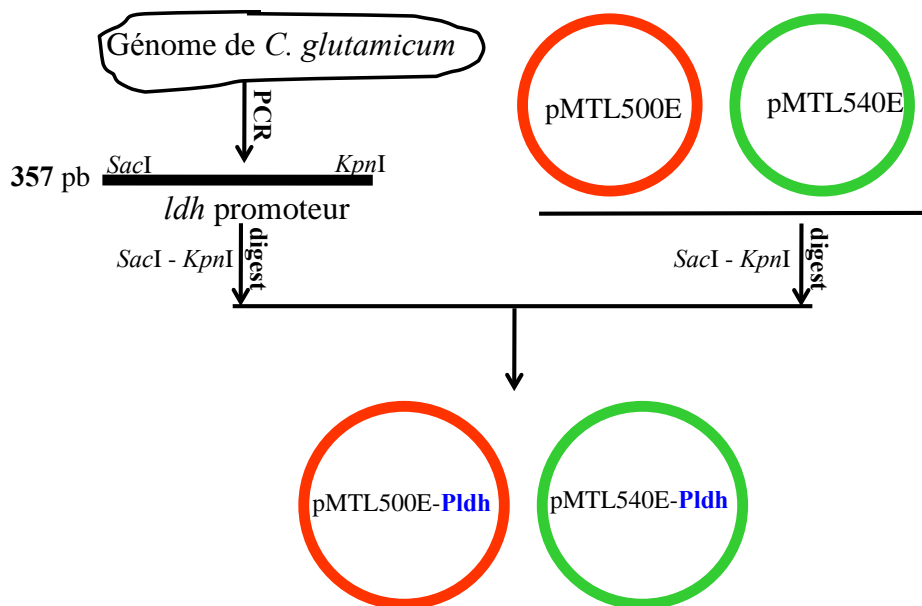 Génome de C. glutamicum
pMTL500E
pMTL540E
PCR
357 pb
SacI
KpnI
ldh promoteur
SacI - KpnI
digest
SacI - KpnI
digest
pMTL500E-Pldh
pMTL540E-Pldh